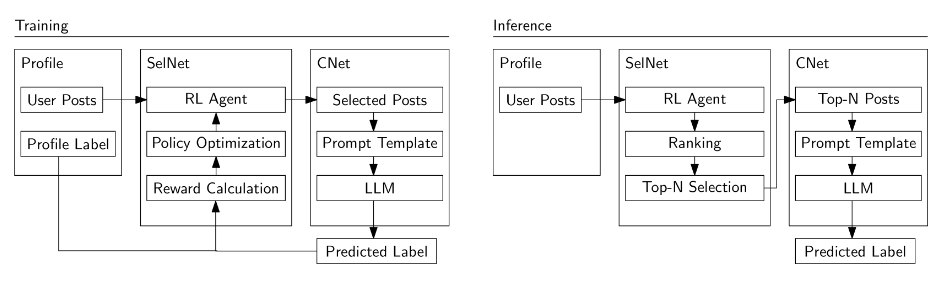 Training
Profile
User Posts
Profile Label
SelNet
RL Agent
Policy Optimization
Reward Calculation
CNet
Selected Posts
Prompt Template
LLM
Predicted Label
Inference
Profile
User Posts
SelNet
RL Agent
Ranking
Top-N Selection
CNet
Top-N Posts
Prompt Template
LLM
Predicted Label